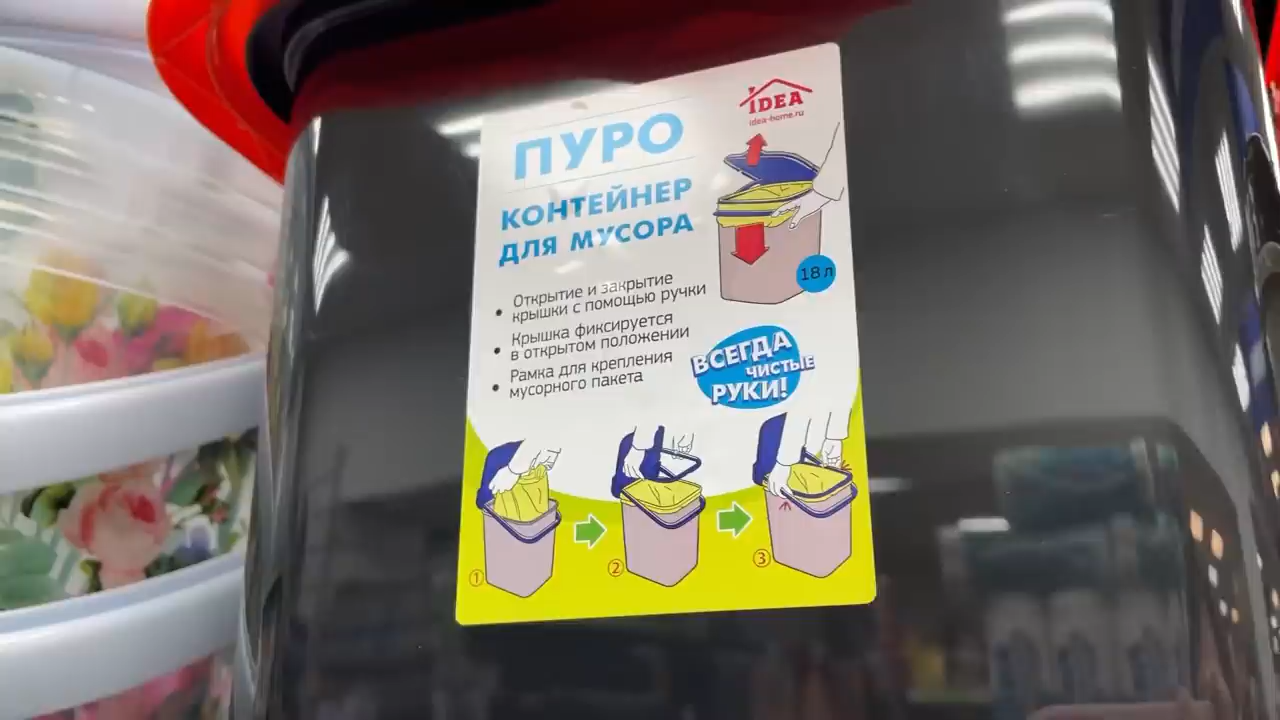 IDEA
idea-home.ru
ПУРО
КОНТЕЙНЕР
ДЛЯ МУСОРА
18 л
• Открытие и закрытие
крышки с помощью ручки
• Крышка фиксируется
в открытом положении
• Рамка для крепления
мусорного пакета
ВСЕГДА
ЧИСТЫЕ
РУКИ!
1
2
3